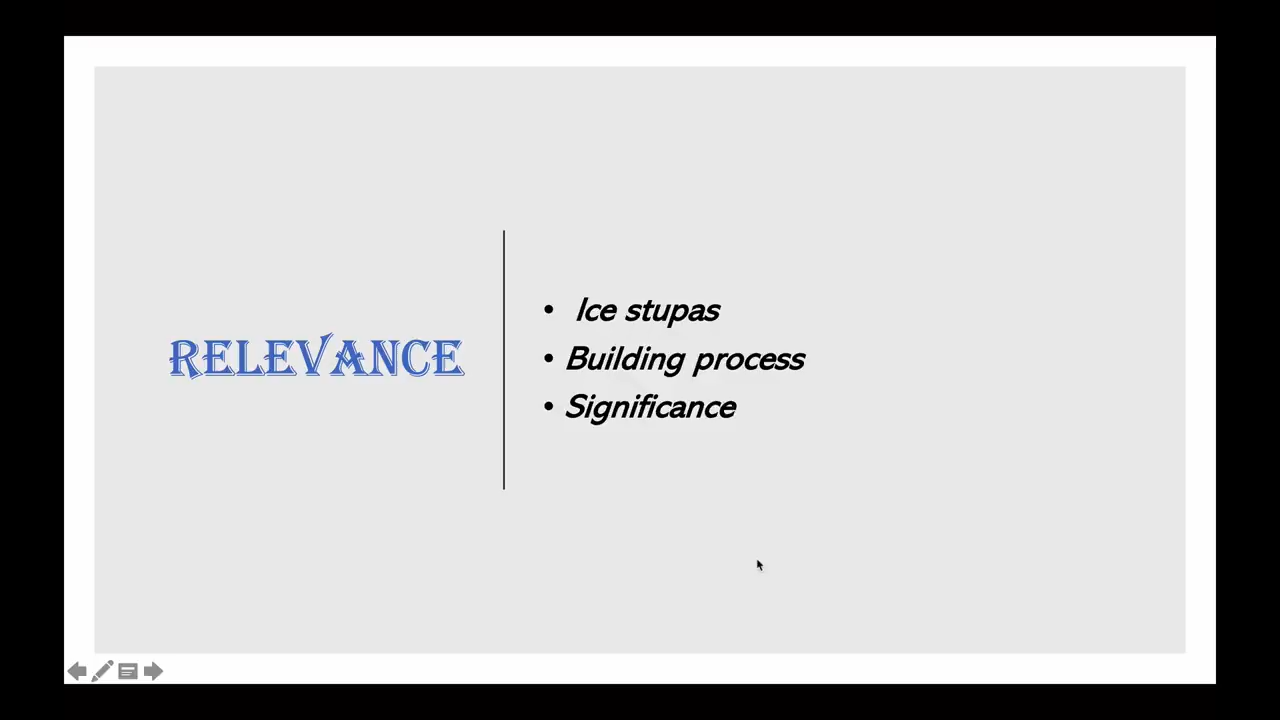 RELEVANCE
• Ice stupas
• Building process
• Significance